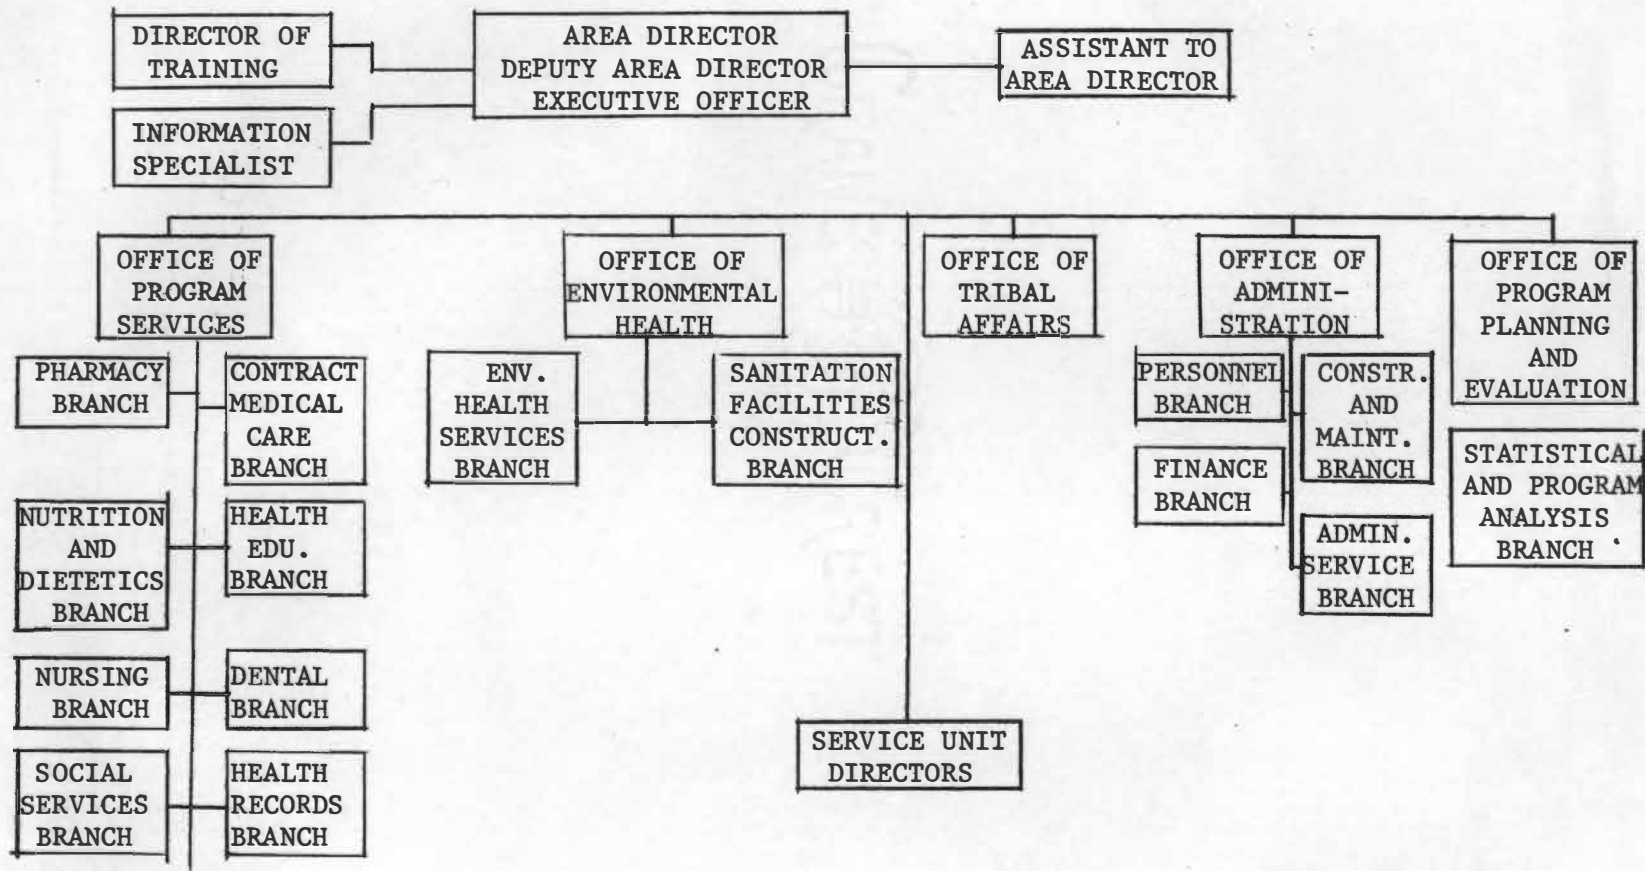 DIRECTOR OF
TRAINING
AREA DIRECTOR
DEPUTY AREA DIRECTOR
EXECUTIVE OFFICER
ASSISTANT TO
AREA DIRECTOR
INFORMATION
SPECIALIST
OFFICE OF
PROGRAM
SERVICES
OFFICE OF
ENVIRONMENTAL
HEALTH
OFFICE OF
TRIBAL
AFFAIRS
OFFICE OF
ADMINI-
STRATION
OFFICE OF
PROGRAM
PLANNING
AND
EVALUATION
PHARMACY
BRANCH
CONTRACT
MEDICAL
CARE
BRANCH
ENV.
HEALTH
SERVICES
BRANCH
SANITATION
FACILITIES
CONSTRUCT.
BRANCH
PERSONNEL
BRANCH
CONSTR.
AND
MAINT.
BRANCH
FINANCE
BRANCH
STATISTICAL
AND PROGRAM
ANALYSIS
BRANCH
NUTRITION
AND
DIETETICS
BRANCH
HEALTH
EDU.
BRANCH
ADMIN.
SERVICE
BRANCH
NURSING
BRANCH
DENTAL
BRANCH
SERVICE UNIT
DIRECTORS
SOCIAL
SERVICES
BRANCH
HEALTH
RECORDS
BRANCH